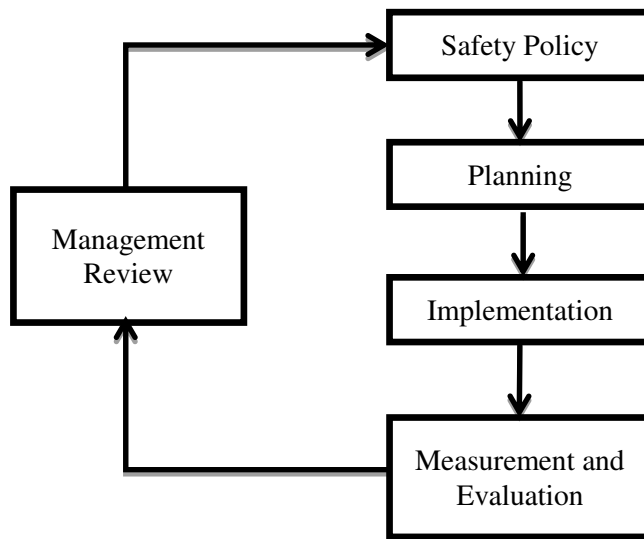 Safety Policy
Planning
Management
Review
Implementation
Measurement and
Evaluation